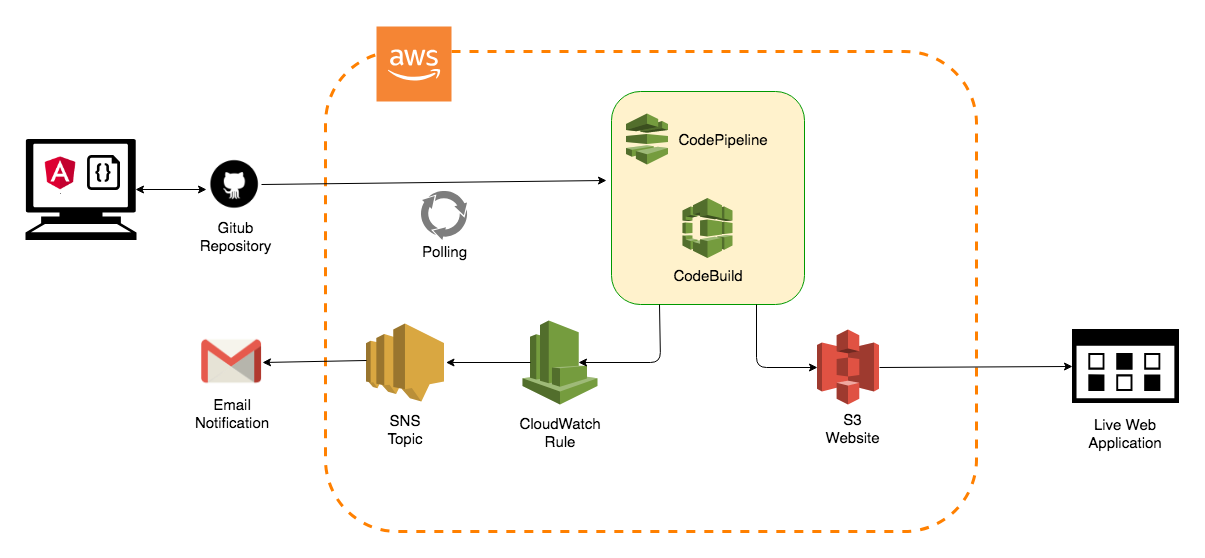 aws
CodePipeline
A
{}
Gitub
Repository
Polling
CodeBuild
Email
Notification
SNS
Topic
CloudWatch
Rule
S3
Website
Live Web
Application